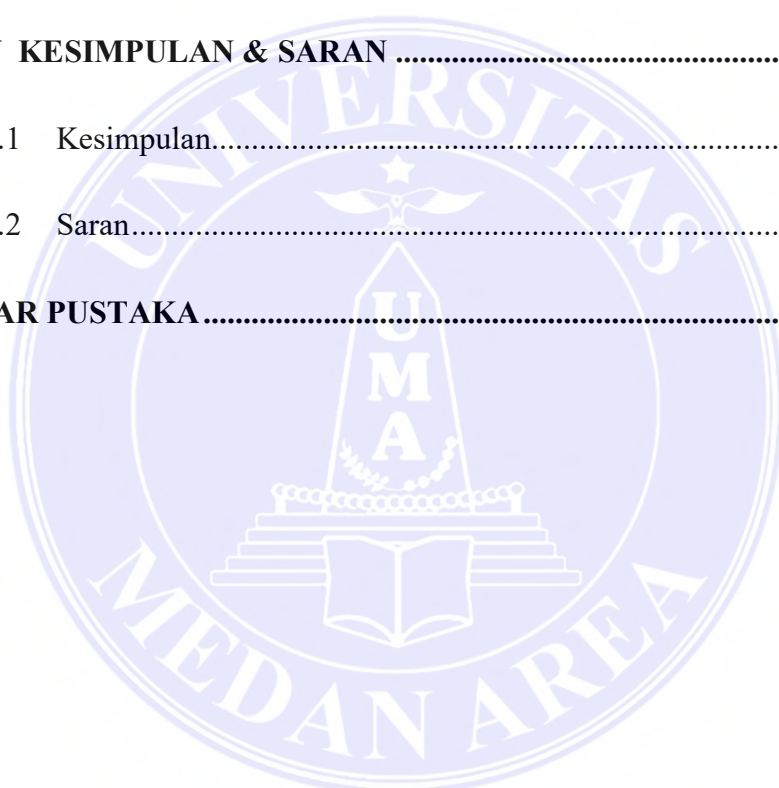 KESIMPULAN & SARAN ................................................
.1 Kesimpulan........................................................................
.2 Saran..................................................................................
AR PUSTAKA........................................................................
UNIVERSITAS
U
M
A
MEDAN AREA